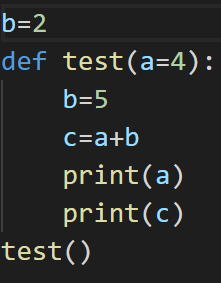 b=2
def test(a=4):
    b=5
    c=a+b
    print(a)
    print(c)
test()